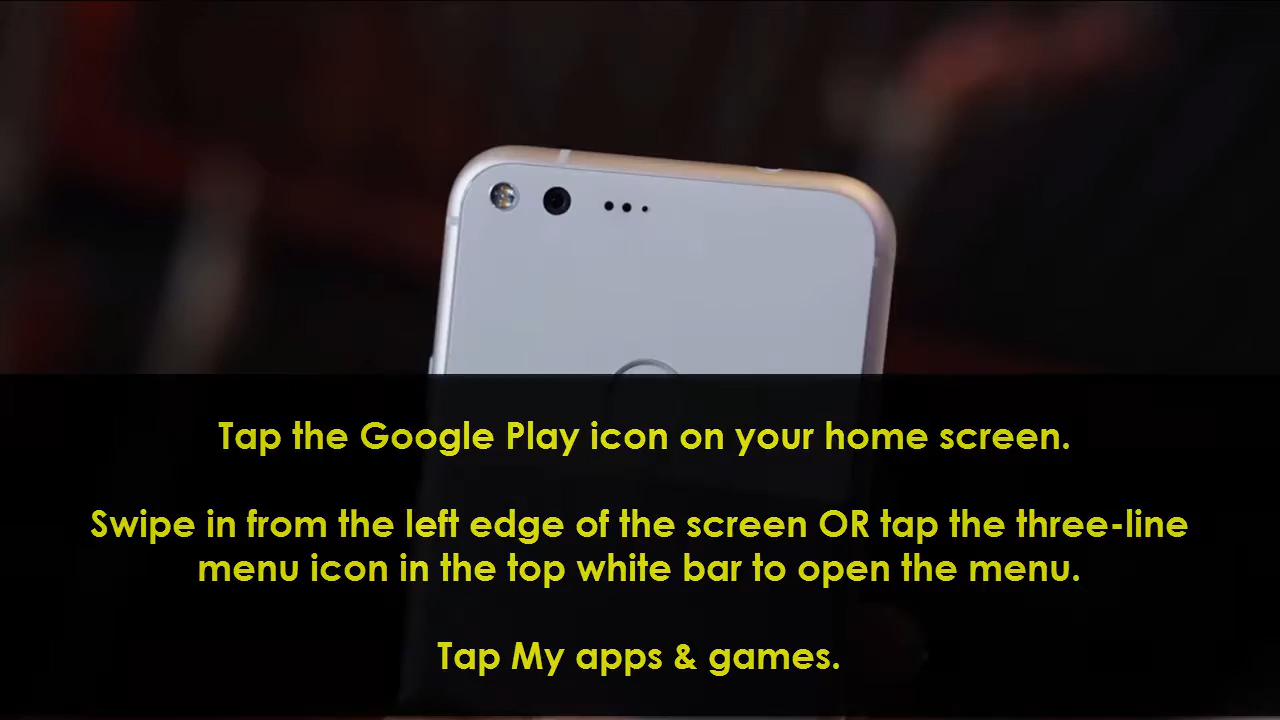 Tap the Google Play icon on your home screen.
Swipe in from the left edge of the screen OR tap the three-line
menu icon in the top white bar to open the menu.
Tap My apps & games.